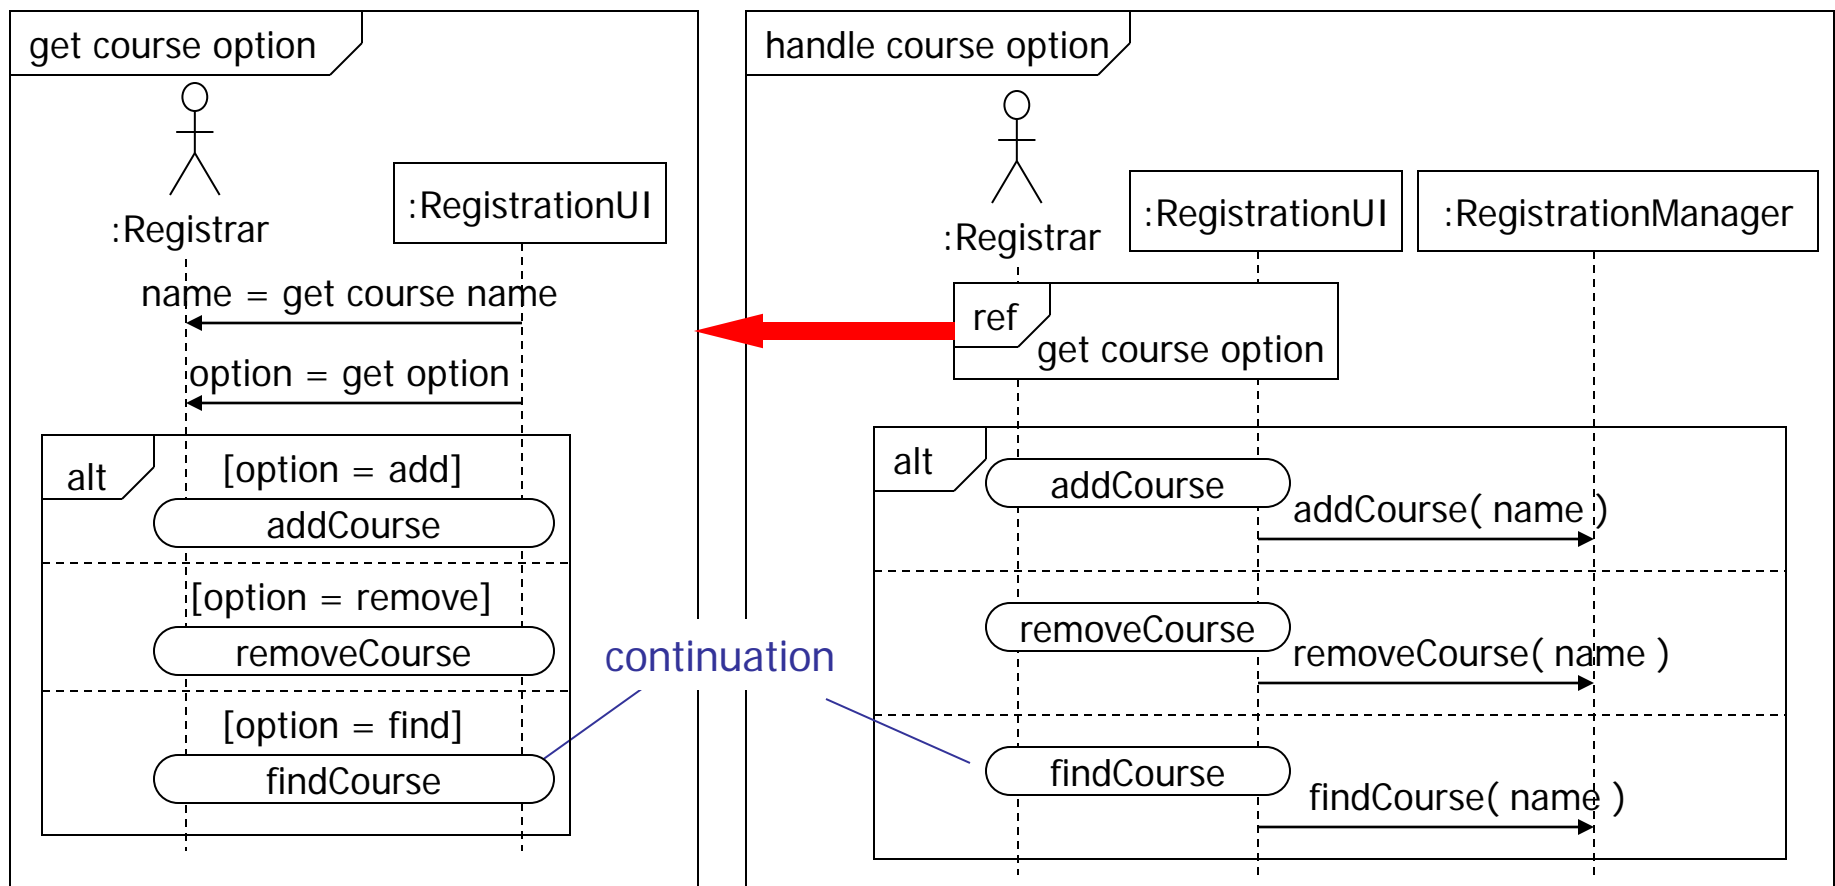 get course option
:Registrar
:RegistrationUI
name = get course name
option = get option
alt
[option = add]
addCourse
[option = remove]
removeCourse
[option = find]
findCourse
continuation
handle course option
:Registrar
:RegistrationUI
:RegistrationManager
ref
get course option
alt
addCourse
addCourse( name )
removeCourse
removeCourse( name )
findCourse
findCourse( name )